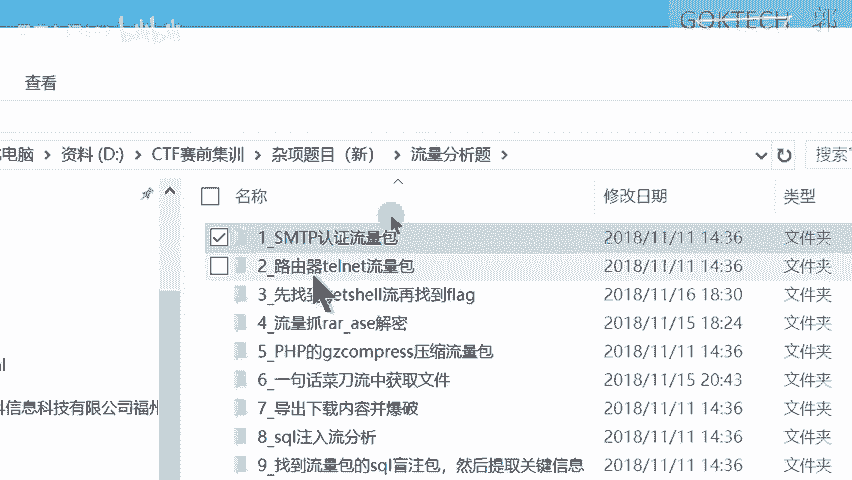 GOKTECH 郭
查看
电脑 > 资料 (D:) > CTF赛前集训 > 杂项题目（新） > 流量分析题 >
搜索"
名称 修改日期 类型
1_SMTP认证流量包 2018/11/11 14:36 文件夹
2_路由器telnet流量包 2018/11/11 14:36 文件夹
3_先找到 etshell流再找到flag 2018/11/16 18:30 文件夹
4_流量抓rar_ase解密 2018/11/15 18:24 文件夹
5_PHP的gzcompress压缩流量包 2018/11/11 14:36 文件夹
6_一句话菜刀流中获取文件 2018/11/15 20:43 文件夹
7_导出下载内容并爆破 2018/11/11 14:36 文件夹
科信息科技有限公司福州
8_sql注入流分析 2018/11/11 14:36 文件夹
9_找到流量包的sql盲注包，然后提取关键信息 2018/11/11 14:36 文件夹